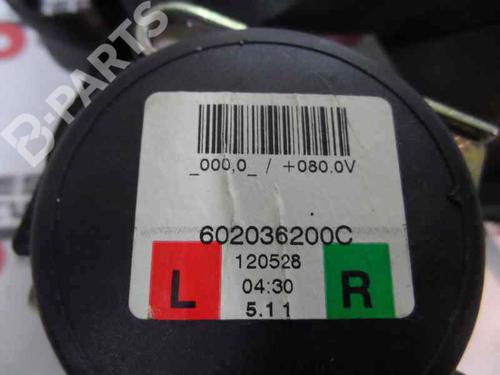 B-PARTS
_000,0_ / +080.0V
602036200C
L 120528 R
04:30
5.11